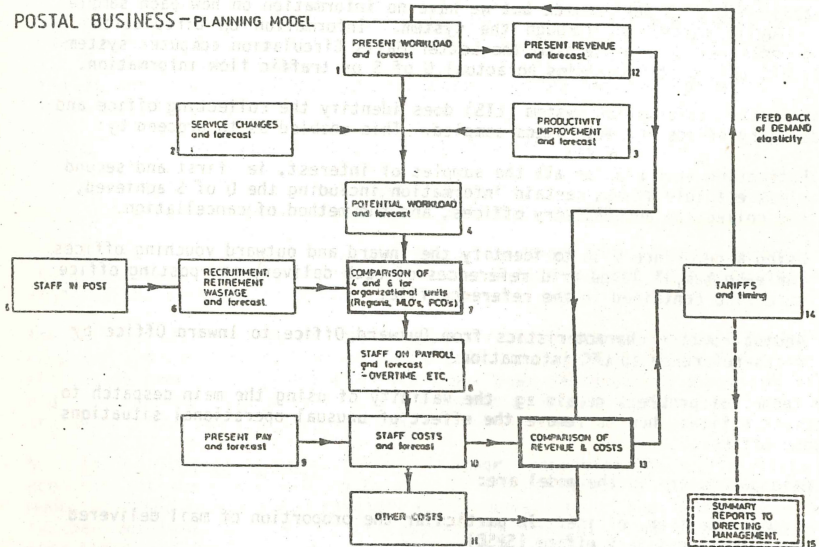 POSTAL BUSINESS – PLANNING MODEL
PRESENT WORKLOAD
and forecast
1
PRESENT REVENUE
and forecast
12
SERVICE CHANGES
and forecast
2
PRODUCTIVITY
IMPROVEMENT
and forecast
3
FEED BACK
of DEMAND
elasticity
POTENTIAL WORKLOAD
and forecast
4
STAFF IN POST
5
RECRUITMENT,
RETIREMENT
WASTAGE
and forecast
6
COMPARISON OF
4 and 6 for
organizational units
(Regions, MLO's, PCO's)
7
TARIFFS
and timing
14
STAFF ON PAYROLL
and forecast
-OVERTIME ETC.
8
PRESENT PAY
and forecast
9
STAFF COSTS
and forecast
10
COMPARISON OF
REVENUE & COSTS
13
OTHER COSTS
11
SUMMARY
REPORTS TO
DIRECTING
MANAGEMENT.
15